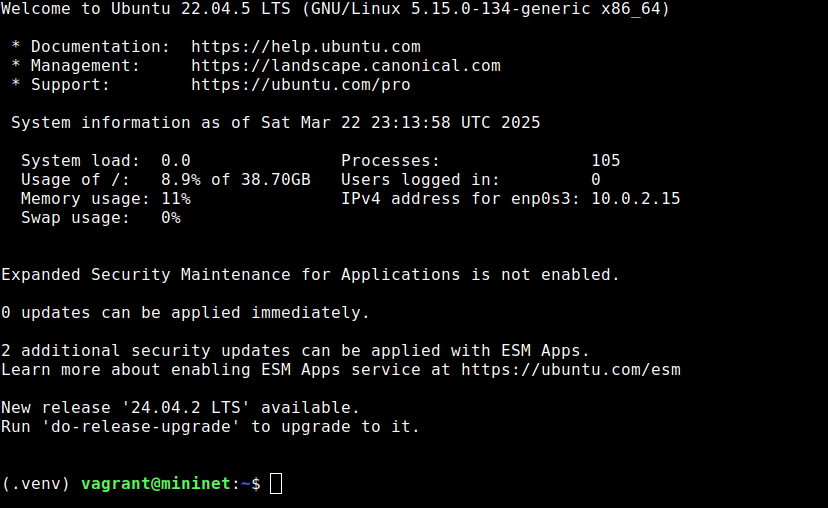 Welcome to Ubuntu 22.04.5 LTS (GNU/Linux 5.15.0-134-generic x86_64)
* Documentation:  https://help.ubuntu.com
* Management:     https://landscape.canonical.com
* Support:        https://ubuntu.com/pro
System information as of Sat Mar 22 23:13:58 UTC 2025
System load:  0.0               Processes:               105
Usage of /:   8.9% of 38.70GB   Users logged in:         0
Memory usage: 11%               IPv4 address for enp0s3: 10.0.2.15
Swap usage:   0%
Expanded Security Maintenance for Applications is not enabled.
0 updates can be applied immediately.
2 additional security updates can be applied with ESM Apps.
Learn more about enabling ESM Apps service at https://ubuntu.com/esm
New release '24.04.2 LTS' available.
Run 'do-release-upgrade' to upgrade to it.
(.venv) vagrant@mininet:~$